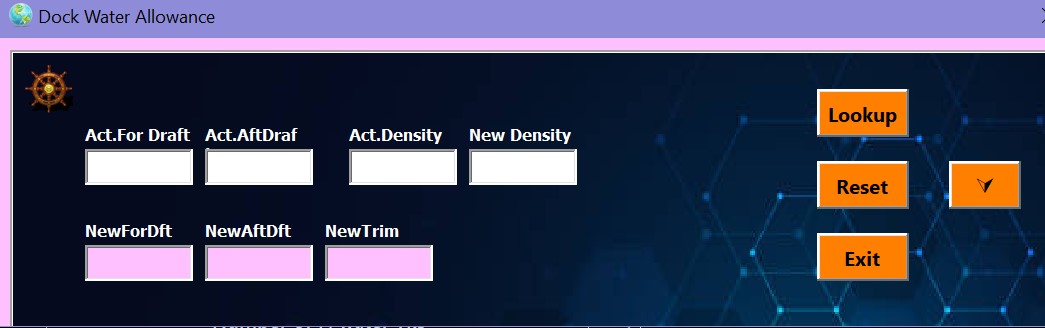 Dock Water Allowance
Lookup
Act.For Draft Act.AftDraf Act.Density New Density
Reset
NewForDft NewAftDft NewTrim
Exit